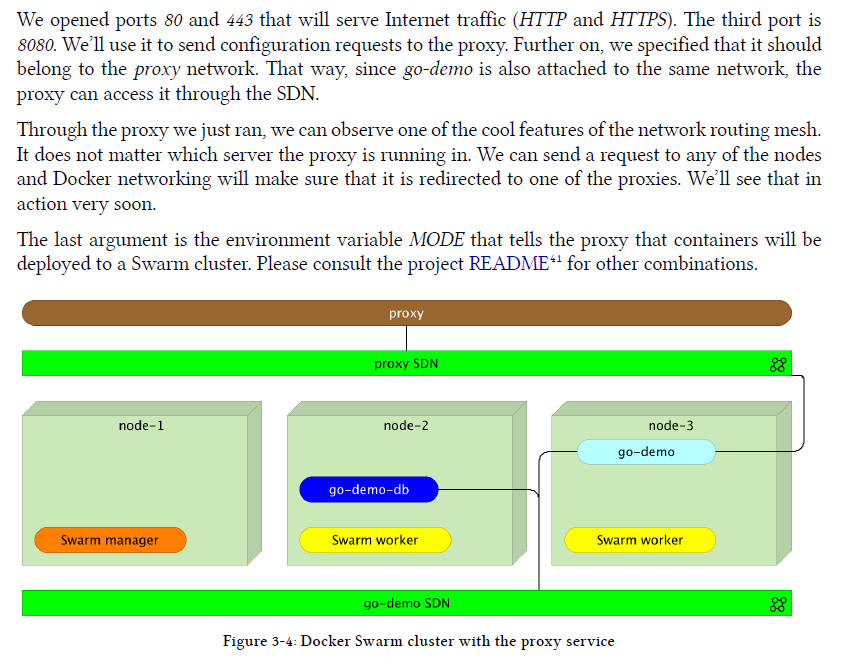 We opened ports 80 and 443 that will serve Internet traffic (HTTP and HTTPS). The third port is
8080. We’ll use it to send configuration requests to the proxy. Further on, we specified that it should
belong to the proxy network. That way, since go-demo is also attached to the same network, the
proxy can access it through the SDN.
Through the proxy we just ran, we can observe one of the cool features of the network routing mesh.
It does not matter which server the proxy is running in. We can send a request to any of the nodes
and Docker networking will make sure that it is redirected to one of the proxies. We’ll see that in
action very soon.
The last argument is the environment variable MODE that tells the proxy that containers will be
deployed to a Swarm cluster. Please consult the project README⁴¹ for other combinations.
proxy
proxy SDN
node-1
node-2
node-3
go-demo
go-demo-db
Swarm manager
Swarm worker
Swarm worker
go-demo SDN
Figure 3-4: Docker Swarm cluster with the proxy service